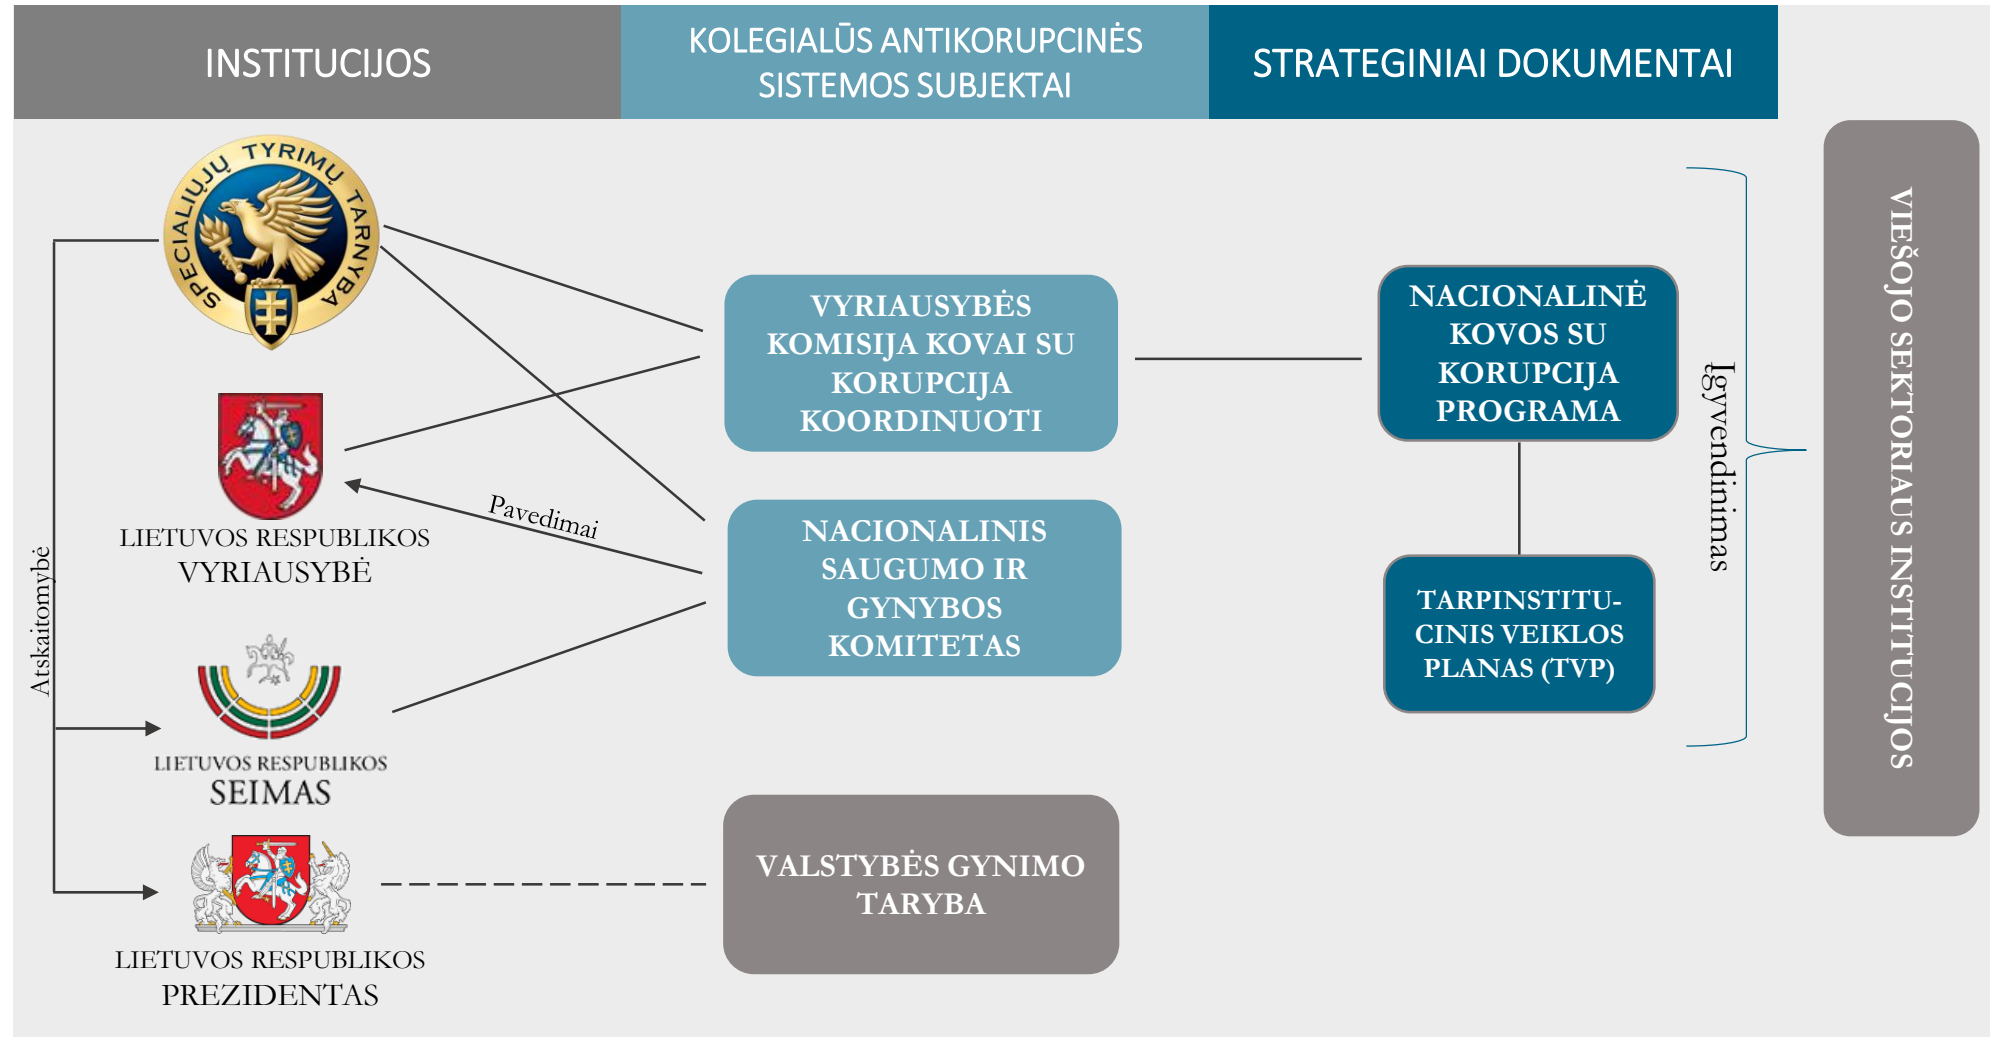 INSTITUCIJOS
KOLEGIALŪS ANTIKORUPCINĖS
SISTEMOS SUBJEKTAI
STRATEGINIAI DOKUMENTAI
SPECIALIŲJŲ TYRIMŲ TARNYBA
LIETUVOS RESPUBLIKOS
VYRIAUSYBĖ
Atskaitomybė
LIETUVOS RESPUBLIKOS
SEIMAS
LIETUVOS RESPUBLIKOS
PREZIDENTAS
Pavedimai
VYRIAUSYBĖS
KOMISIJA KOVAI SU
KORUPCIJA
KOORDINUOTI
NACIONALINIS
SAUGUMO IR
GYNYBOS
KOMITETAS
VALSTYBĖS GYNIMO
TARYBA
NACIONALINĖ
KOVOS SU
KORUPCIJA
PROGRAMA
TARPINSTITU-
CINIS VEIKLOS
PLANAS (TVP)
Įgyvendinimas
VIEŠOJO SEKTORIAUS INSTITUCIJOS